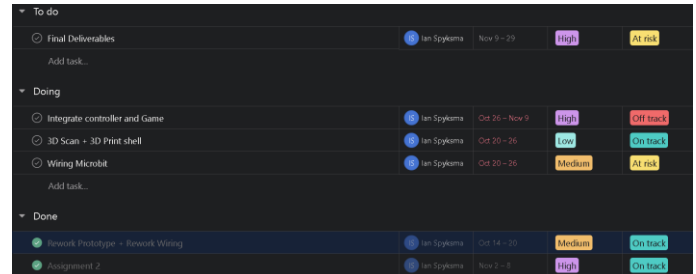 To do
Final Deliverables IS Ian Spyksma Nov 9 – 29 High At risk
Add task...
Doing
Integrate controller and Game IS Ian Spyksma Oct 26 – Nov 9 High Off track
3D Scan + 3D Print shell IS Ian Spyksma Oct 20 – 26 Low On track
Wiring Microbit IS Ian Spyksma Oct 20 – 26 Medium At risk
Add task...
Done
Rework Prototype + Rework Wiring IS Ian Spyksma Oct 14 – 20 Medium On track
Assignment 2 IS Ian Spyksma Nov 2 – High On track